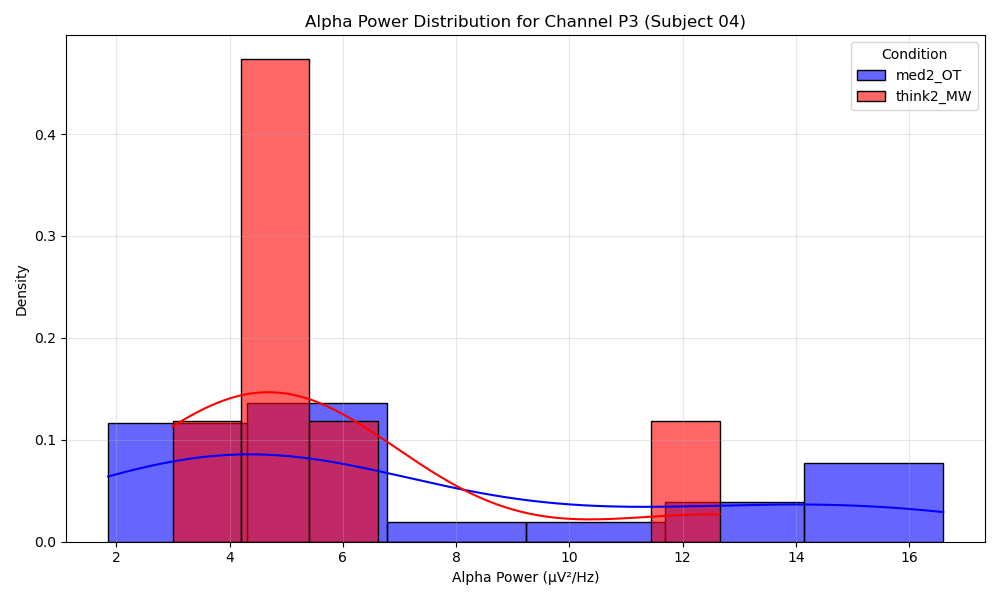 Alpha Power Distribution for Channel P3 (Subject 04)
Condition
med2_OT
think2_MW
Density
0.4
0.3
0.2
0.1
0.0
2 4 6 8 10 12 14 16
Alpha Power (µV²/Hz)